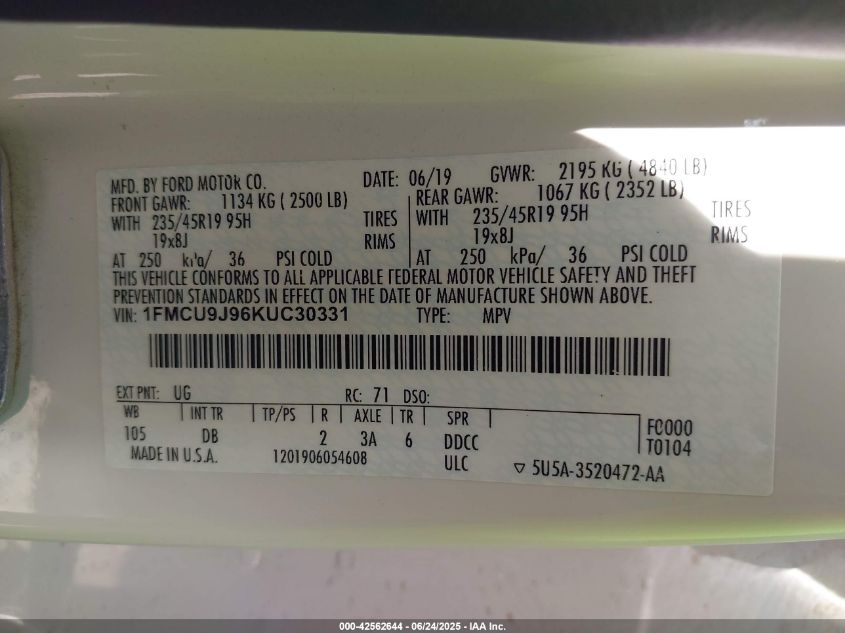 MFD. BY FORD MOTOR CO. DATE: 06/19 GVWR: 2195 KG ( 4840 LB)
FRONT GAWR: 1134 KG ( 2500 LB) REAR GAWR: 1067 KG ( 2352 LB)
WITH 235/45R19 95H TIRES WITH 235/45R19 95H TIRES
19x8J RIMS 19x8J RIMS
AT 250 kPa/ 36 PSI COLD AT 250 kPa/ 36 PSI COLD
THIS VEHICLE CONFORMS TO ALL APPLICABLE FEDERAL MOTOR VEHICLE SAFETY AND THEFT
PREVENTION STANDARDS IN EFFECT ON THE DATE OF MANUFACTURE SHOWN ABOVE.
VIN: 1FMCU9J96KUC30331 TYPE: MPV
EXT PNT: UG RC: 71 DSO:
WB INT TR TP/PS R AXLE TR SPR
105 DB 2 3A 6 DDCC
FC000
T0104
MADE IN U.S.A. 1201906054608 ULC ▽ 5U5A-3520472-AA
000-42562644 / 06/24/2025 - IAA Inc.